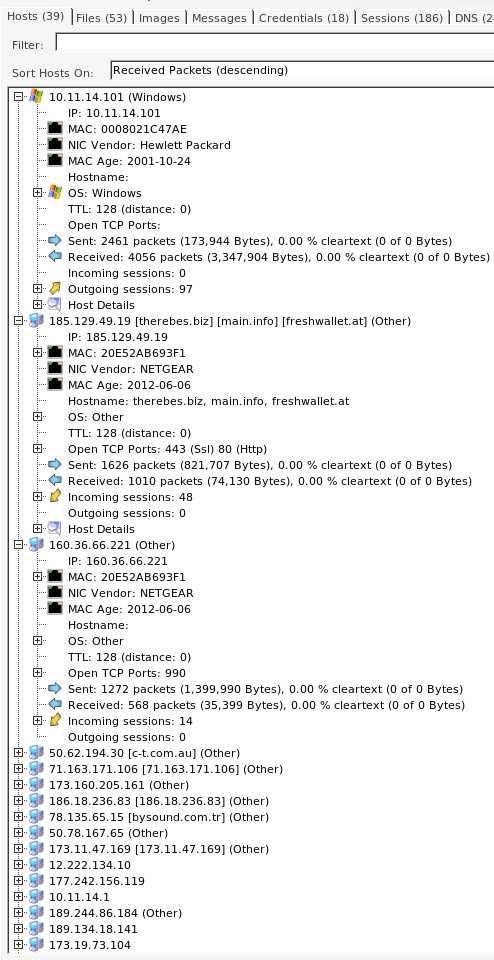 Hosts (39) Files (53) Images Messages Credentials (18) Sessions (186) DNS (2
Filter:
Sort Hosts On: Received Packets (descending)
10.11.14.101 (Windows)
IP: 10.11.14.101
MAC: 0008021C47AE
NIC Vendor: Hewlett Packard
MAC Age: 2001-10-24
Hostname:
OS: Windows
TTL: 128 (distance: 0)
Open TCP Ports:
Sent: 2461 packets (173,944 Bytes), 0.00 % cleartext (0 of 0 Bytes)
Received: 4056 packets (3,347,904 Bytes), 0.00 % cleartext (0 of 0 Bytes)
Incoming sessions: 0
Outgoing sessions: 97
Host Details
185.129.49.19 [therebes.biz] [main.info] [freshwallet.at] (Other)
IP: 185.129.49.19
MAC: 20E52AB693F1
NIC Vendor: NETGEAR
MAC Age: 2012-06-06
Hostname: therebes.biz, main.info, freshwallet.at
OS: Other
TTL: 128 (distance: 0)
Open TCP Ports: 443 (Ssl) 80 (Http)
Sent: 1626 packets (821,707 Bytes), 0.00 % cleartext (0 of 0 Bytes)
Received: 1010 packets (74,130 Bytes), 0.00 % cleartext (0 of 0 Bytes)
Incoming sessions: 48
Outgoing sessions: 0
Host Details
160.36.66.221 (Other)
IP: 160.36.66.221
MAC: 20E52AB693F1
NIC Vendor: NETGEAR
MAC Age: 2012-06-06
Hostname:
OS: Other
TTL: 128 (distance: 0)
Open TCP Ports: 990
Sent: 1272 packets (1,399,990 Bytes), 0.00 % cleartext (0 of 0 Bytes)
Received: 568 packets (35,399 Bytes), 0.00 % cleartext (0 of 0 Bytes)
Incoming sessions: 14
Outgoing sessions: 0
50.62.194.30 [c-t.com.au] (Other)
71.163.171.106 [71.163.171.106] (Other)
173.160.205.161 (Other)
186.18.236.83 [186.18.236.83] (Other)
78.135.65.15 [bysound.com.tr] (Other)
50.78.167.65 (Other)
173.11.47.169 [173.11.47.169] (Other)
12.222.134.10
177.242.156.119
10.11.14.1
189.244.86.184 (Other)
189.134.18.141
173.19.73.104